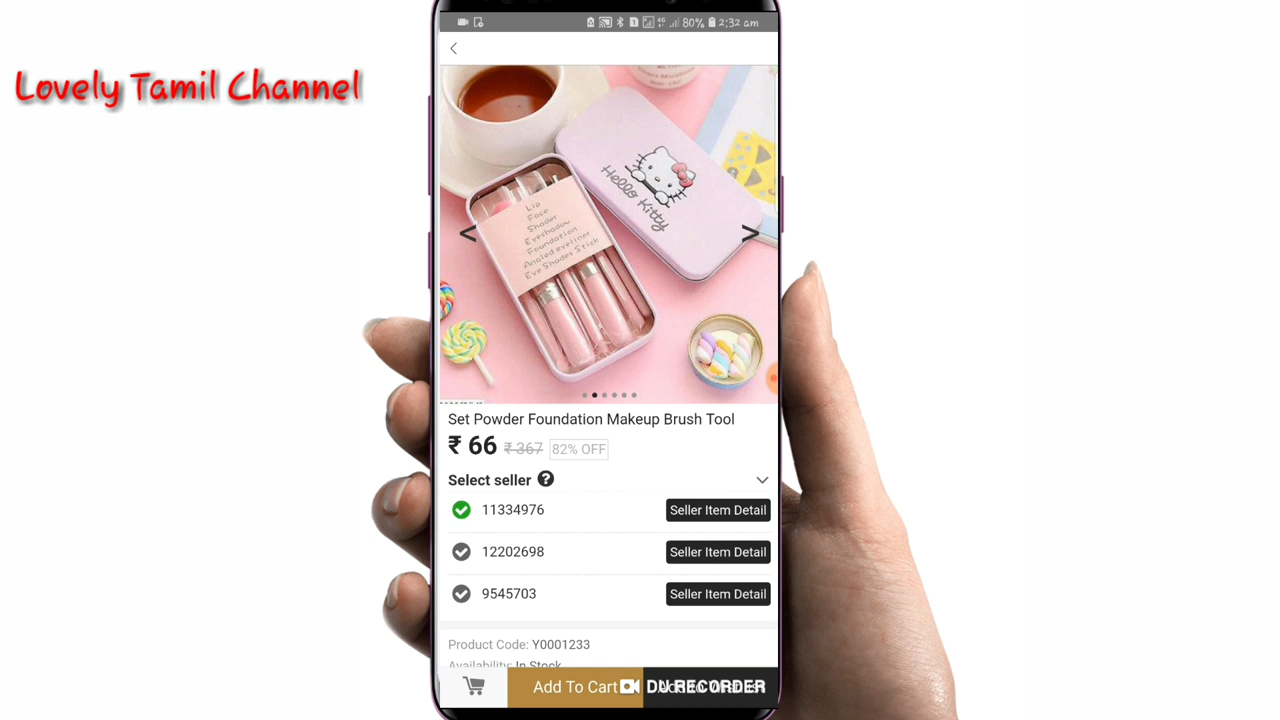 Lovely Tamil Channel
80% 2:32 am
Hello Kitty
Lip
Face
Shader
Eyeshadow
Foundation
Angled eyeliner
Eye Shader Stick
< >
Set Powder Foundation Makeup Brush Tool
₹ 66 ₹ 367 82% OFF
Select seller ?
11334976 Seller Item Detail
12202698 Seller Item Detail
9545703 Seller Item Detail
Product Code: Y0001233
Availability: In Stock
Add To Cart DU RECORDER